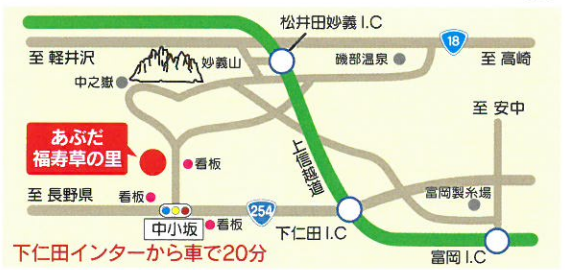 松井田妙義I.C
18
至 軽井沢
妙義山
磯部温泉
至 高崎
中之嶽
至 安中
あぶだ
福寿草の里
看板
上信越道
至 長野県
看板
富岡製糸場
254
中小坂
看板
下仁田I.C
下仁田インターから車で20分
富岡I.C